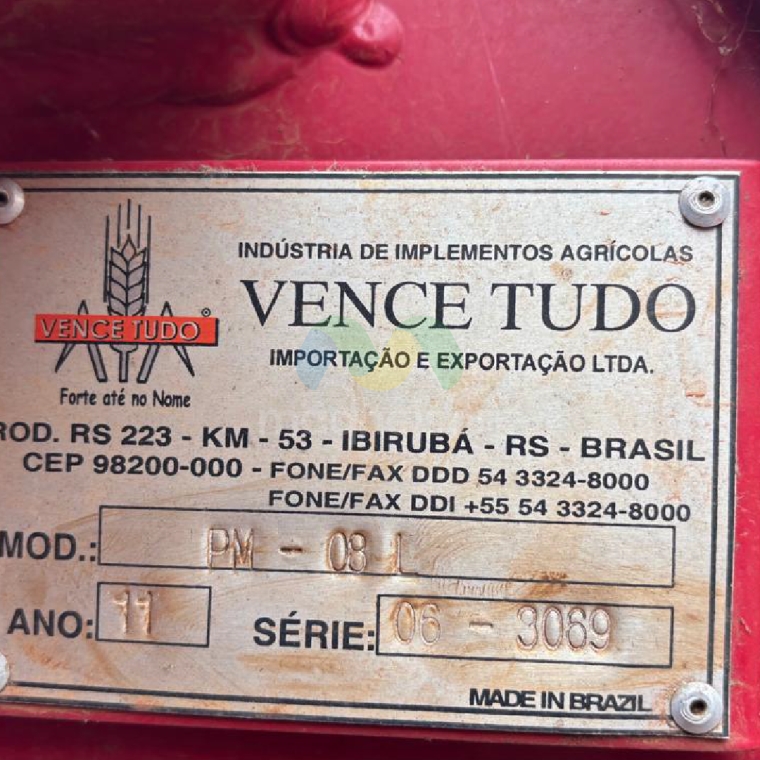 INDÚSTRIA DE IMPLEMENTOS AGRÍCOLAS
VENCE TUDO
VENCE TUDO ®
IMPORTAÇÃO E EXPORTAÇÃO LTDA.
Forte até no Nome
ROD. RS 223 - KM - 53 - IBIRUBÁ - RS - BRASIL
CEP 98200-000 - FONE/FAX DDD 54 3324-8000
FONE/FAX DDI +55 54 3324-8000
MOD.: PM - 08 L
ANO: 11 SÉRIE: 06 - 3069
MADE IN BRAZIL